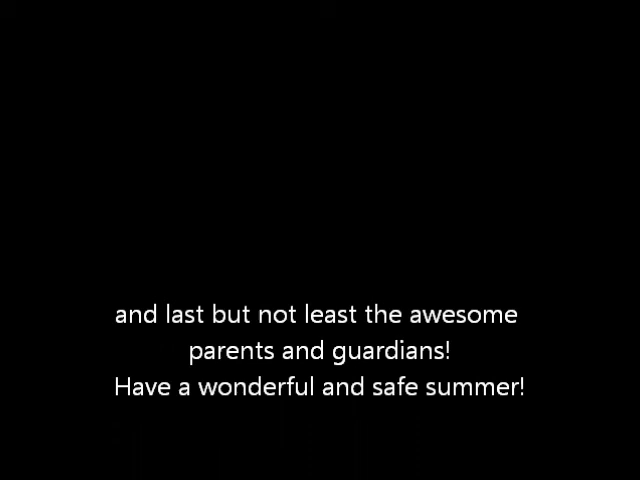 and last but not least the awesome
parents and guardians!
Have a wonderful and safe summer!